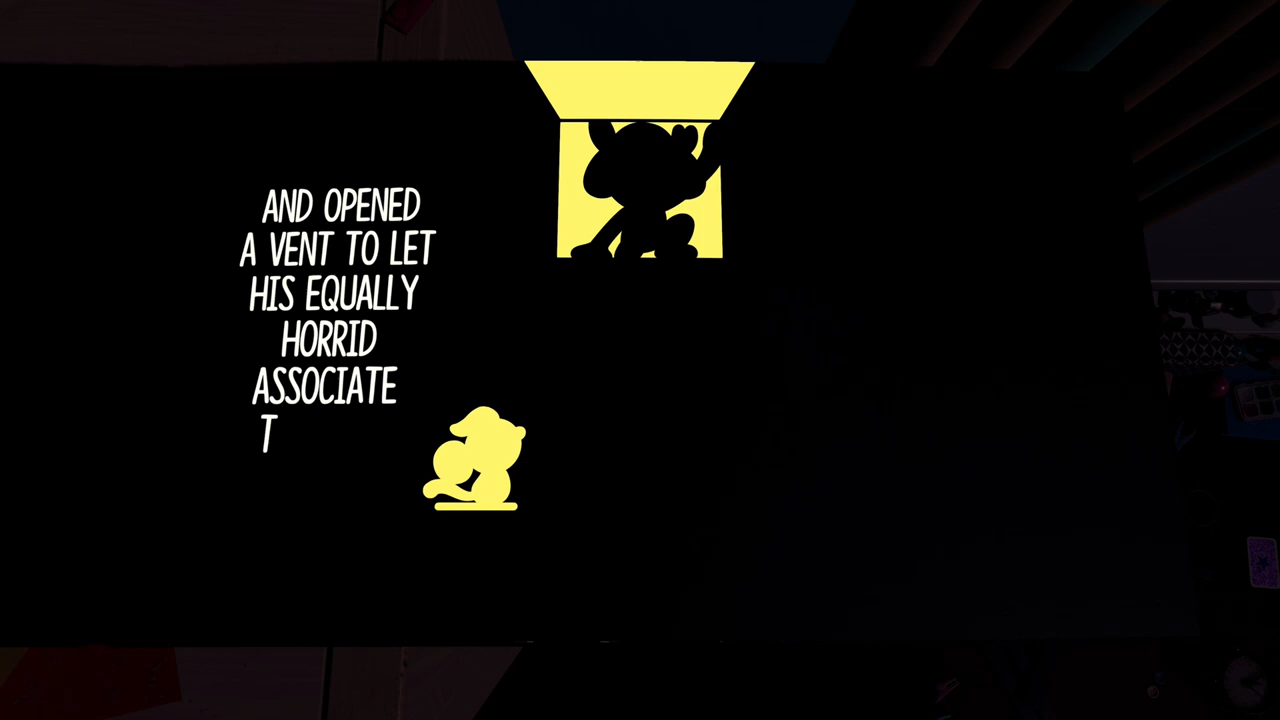 AND OPENED
A VENT TO LET
HIS EQUALLY
HORRID
ASSOCIATE
T